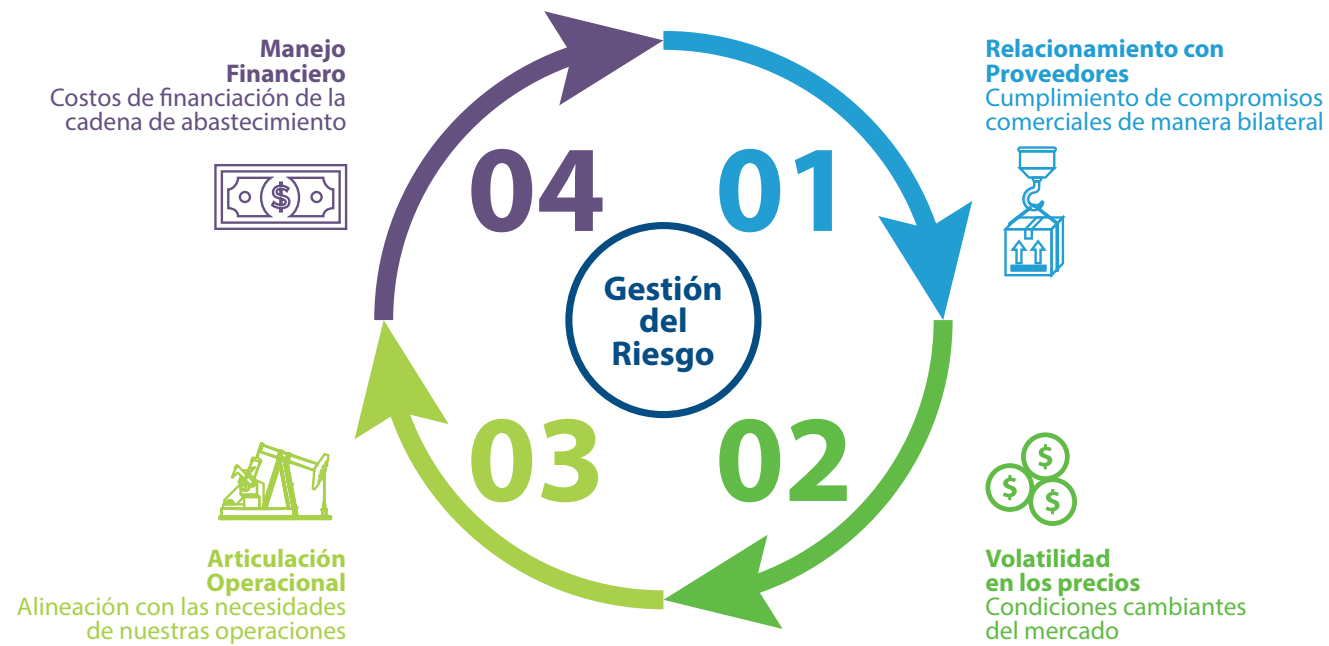 01
Relacionamiento con
Proveedores
Cumplimiento de compromisos
comerciales de manera bilateral
02
Volatilidad
en los precios
Condiciones cambiantes
del mercado
$
$
$
03
Articulación
Operacional
Alineación con las necesidades
de nuestras operaciones
04
Manejo
Financiero
Costos de financiación de la
cadena de abastecimiento
$
Gestión
del
Riesgo